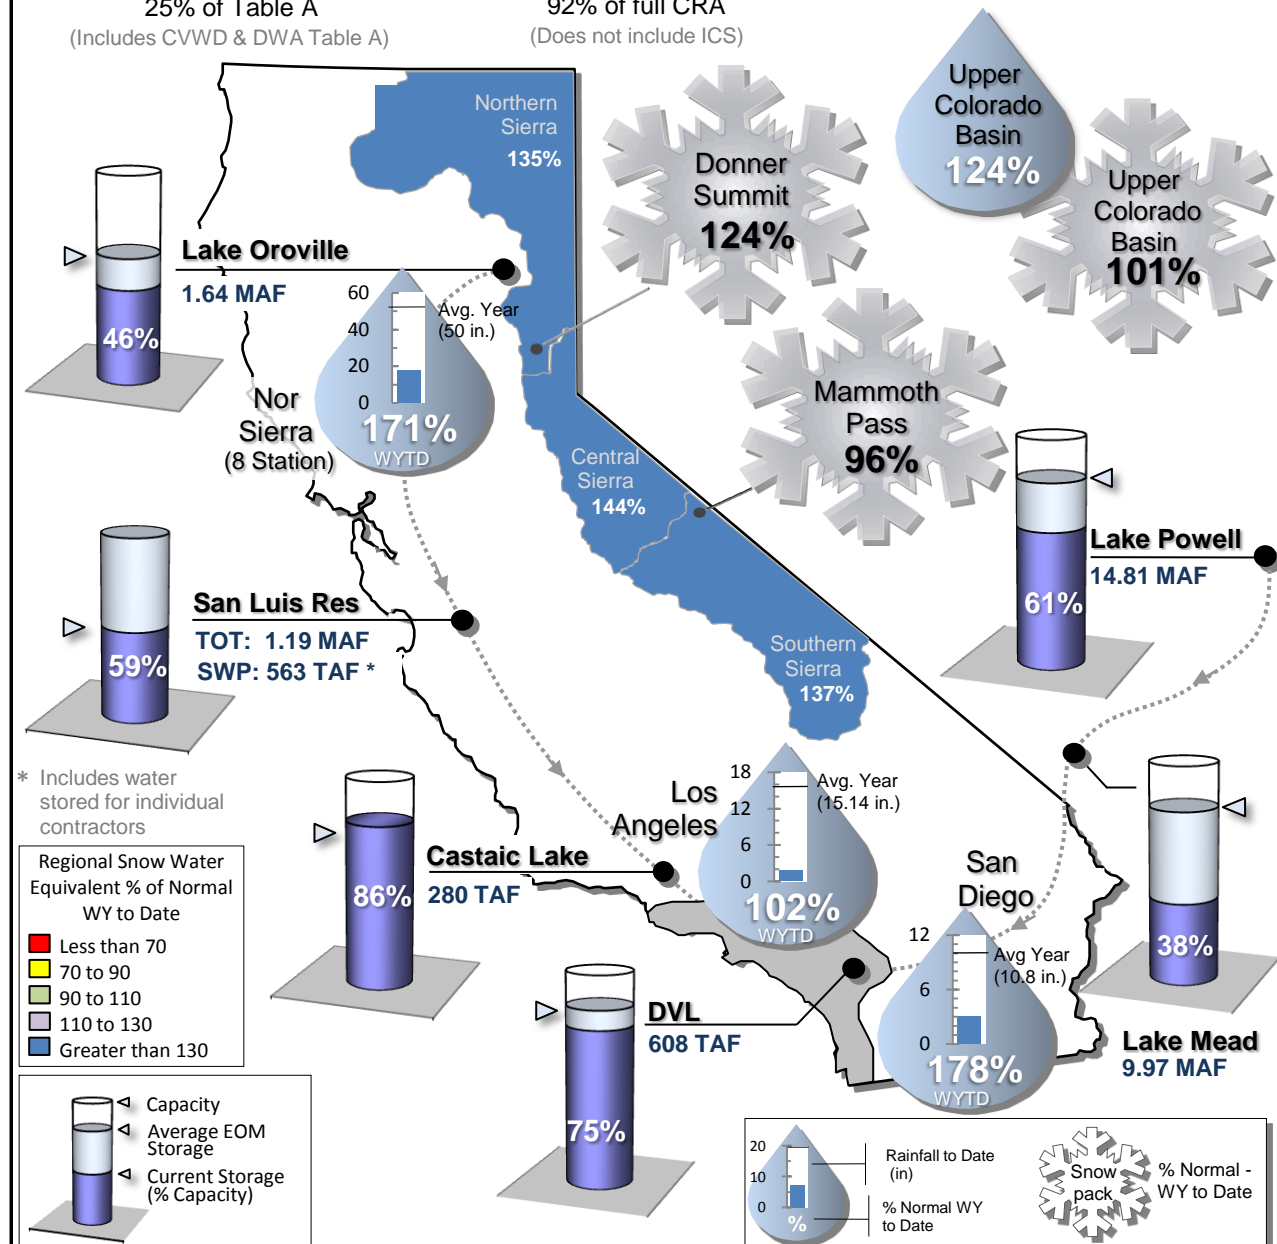 25% of Table A
(Includes CVWD & DWA Table A)
92% of full CRA
(Does not include ICS)
Upper
Colorado
Basin
124%
Northern
Sierra
135%
Donner
Summit
124%
Upper
Colorado
Basin
101%
Lake Oroville
1.64 MAF
46%
60
40
20
0
Avg. Year
(50 in.)
171%
WYTD
Nor
Sierra
(8 Station)
Mammoth
Pass
96%
Central
Sierra
144%
Lake Powell
14.81 MAF
61%
San Luis Res
TOT: 1.19 MAF
SWP: 563 TAF *
59%
Southern
Sierra
137%
* Includes water
stored for individual
contractors
Los
Angeles
18
12
6
0
Avg. Year
(15.14 in.)
102%
WYTD
Castaic Lake
280 TAF
86%
San
Diego
12
6
0
Avg Year
(10.8 in.)
178%
WYTD
38%
Lake Mead
9.97 MAF
DVL
608 TAF
75%
Regional Snow Water
Equivalent % of Normal
WY to Date
Less than 70
70 to 90
90 to 110
110 to 130
Greater than 130
Capacity
Average EOM
Storage
Current Storage
(% Capacity)
20
10
0
%
Rainfall to Date
(in)
% Normal WY
to Date
Snow
pack
% Normal -
WY to Date